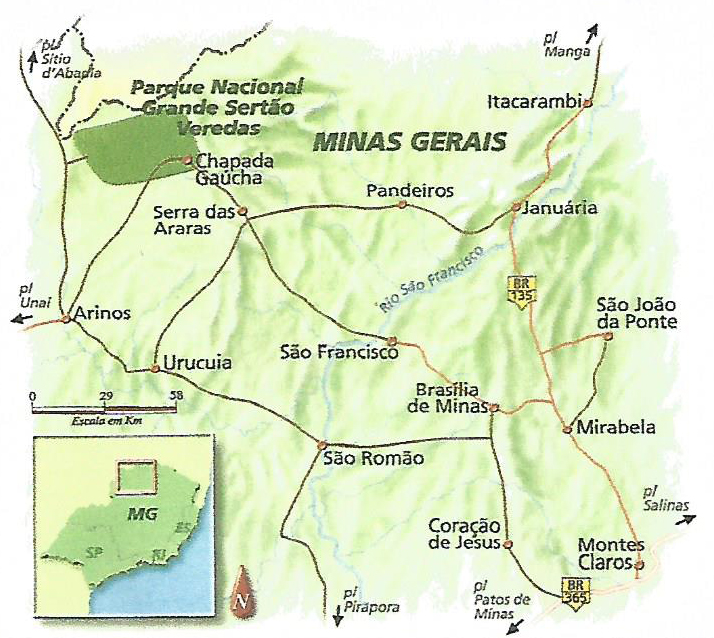 p/
Sítio
d'Abadia
p/
Manga
Parque Nacional
Grande Sertão
Veredas
Itacarambi
MINAS GERAIS
Chapada
Gaúcha
Pandeiros
Serra das
Araras
Januária
Rio São Francisco
BR
135
p/
Unaí
Arinos
São João
da Ponte
São Francisco
Urucuia
Brasília
de Minas
0 29 58
Escala em Km
Mirabela
São Romão
MG
ES
SP
RJ
p/
Salinas
Coração
de Jesus
Montes
Claros
N
p/
Pirapora
p/
Patos de
Minas
BR
365